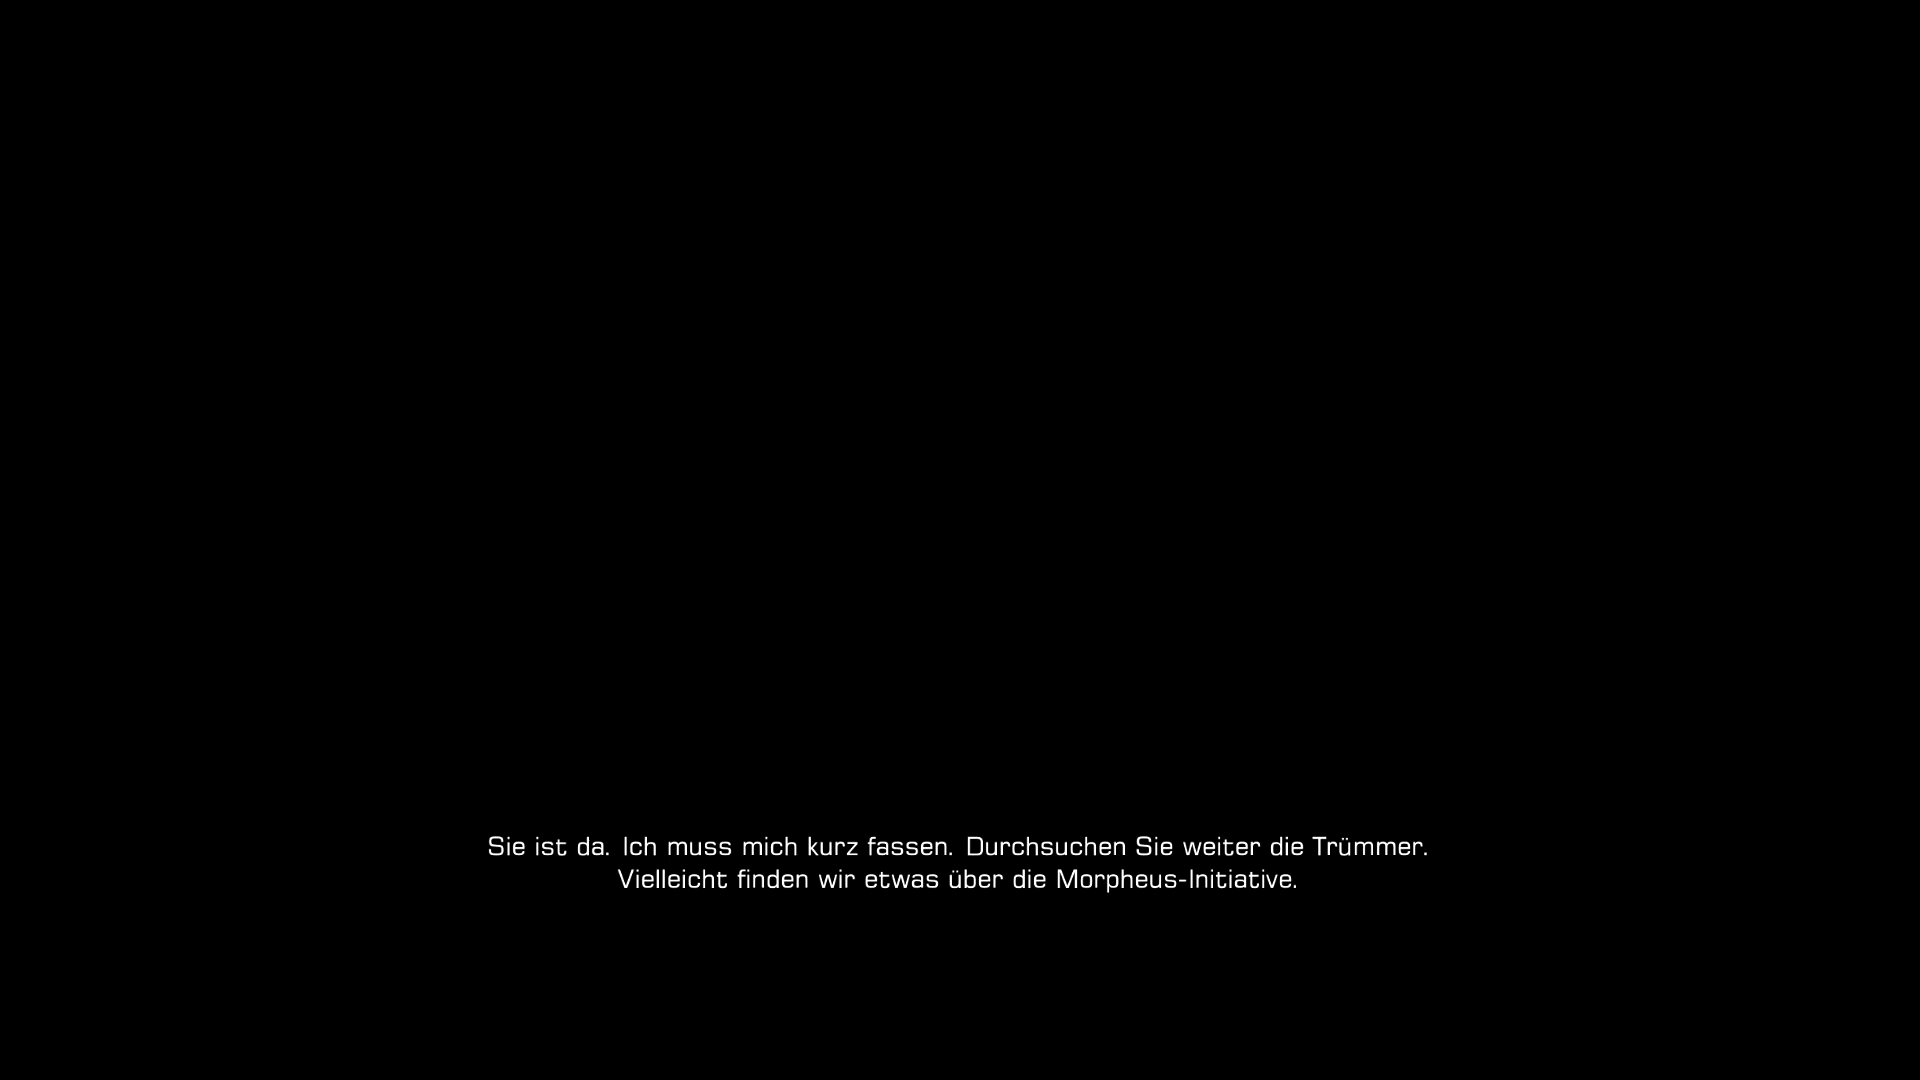 Sie ist da. Ich muss mich kurz fassen. Durchsuchen Sie weiter die Trümmer.
Vielleicht finden wir etwas über die Morpheus-Initiative.